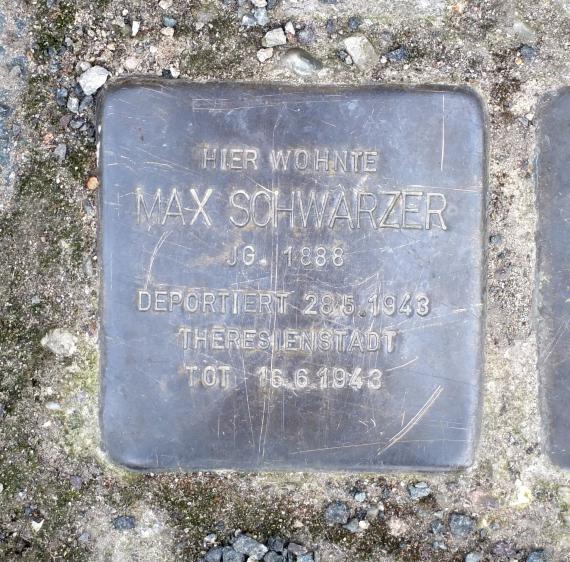 HIER WOHNTE
MAX SCHWARZER
JG. 1888
DEPORTIERT 28.5.1943
THERESIENSTADT
TOT 16.6.1943